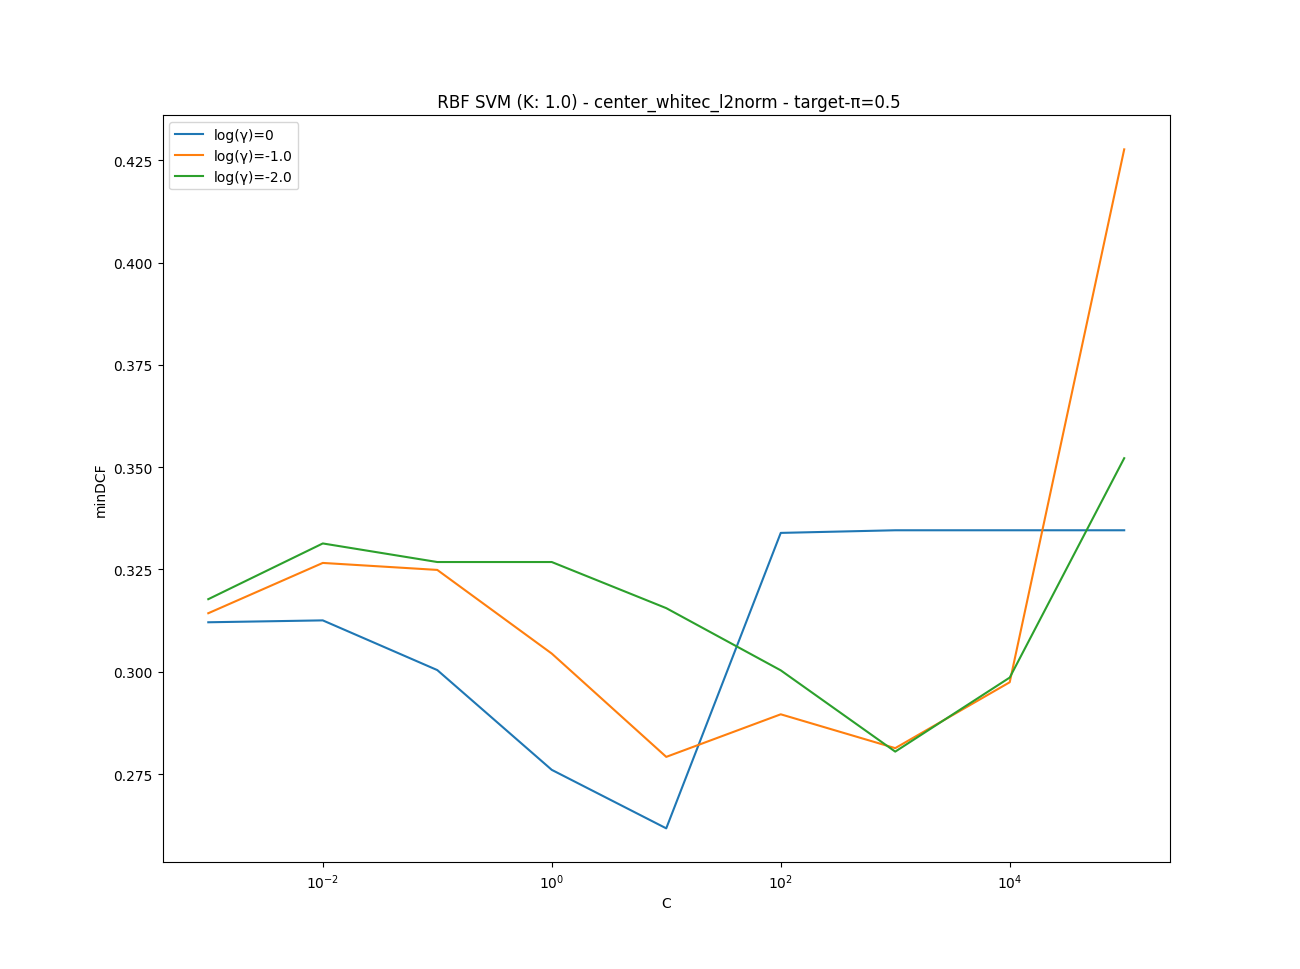 RBF SVM (K: 1.0) - center_whitec_l2norm - target-π=0.5
log(γ)=0
log(γ)=-1.0
log(γ)=-2.0
0.425
0.400
0.375
0.350
0.325
0.300
0.275
minDCF
10⁻² 10⁰ 10² 10⁴
C